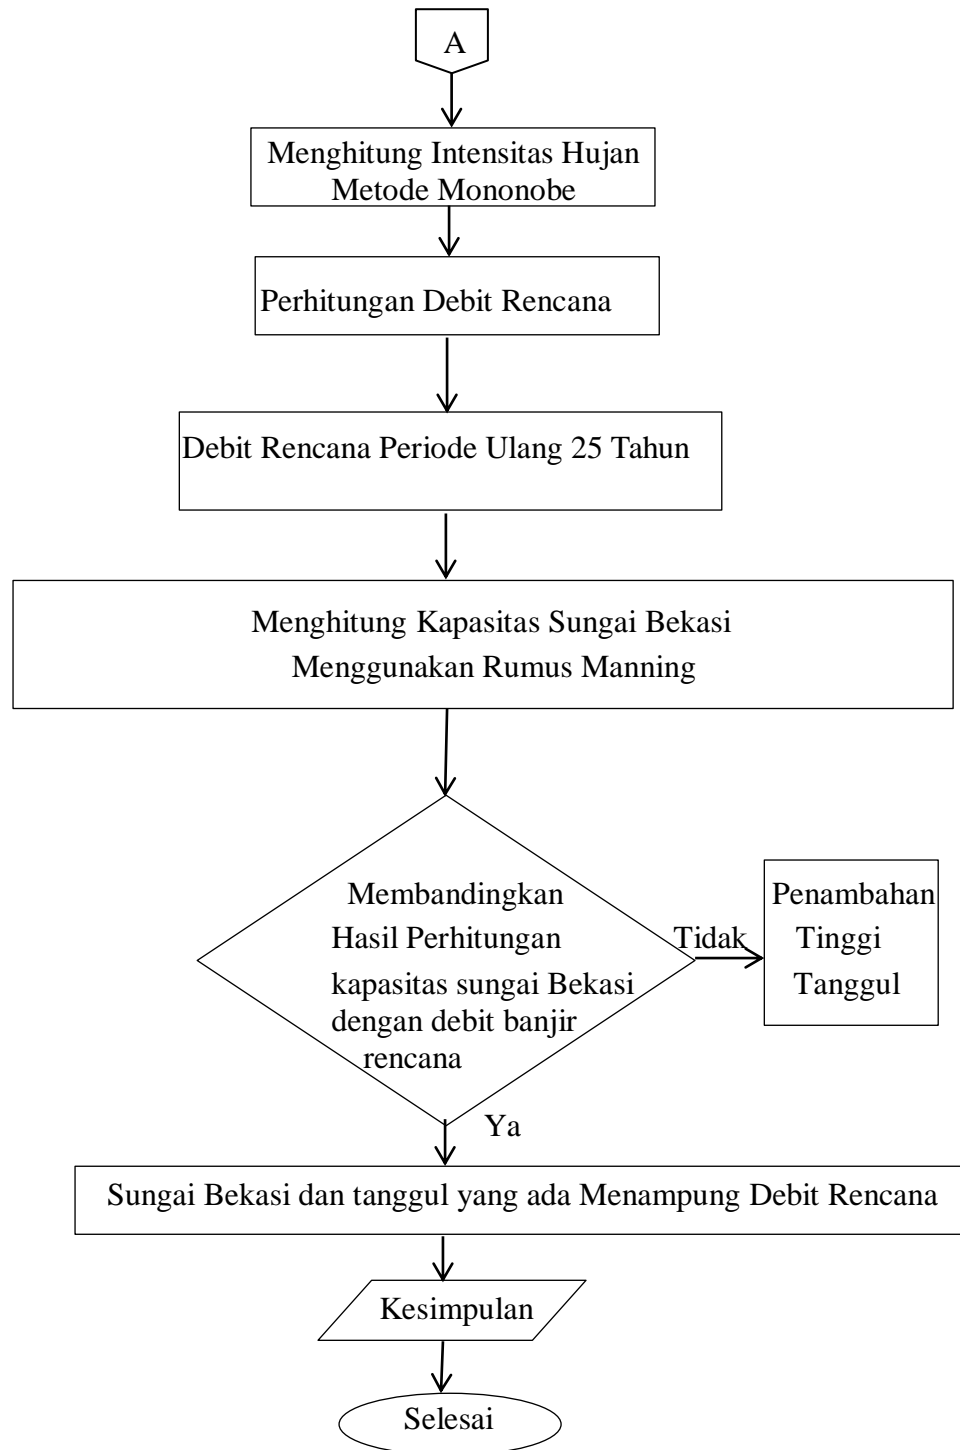 A
Menghitung Intensitas Hujan
Metode Mononobe
Perhitungan Debit Rencana
Debit Rencana Periode Ulang 25 Tahun
Menghitung Kapasitas Sungai Bekasi
Menggunakan Rumus Manning
Membandingkan
Hasil Perhitungan
kapasitas sungai Bekasi
dengan debit banjir
rencana
Tidak
Penambahan
Tinggi
Tanggul
Ya
Sungai Bekasi dan tanggul yang ada Menampung Debit Rencana
Kesimpulan
Selesai